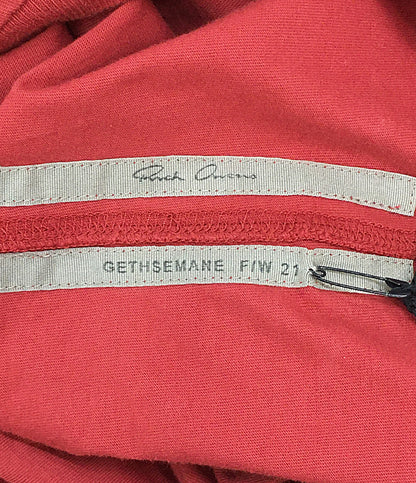 Rick Owens
GETHSEMANE F/W 21